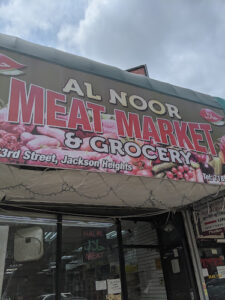 AL NOOR
MEAT MARKET
& GROCERY
3rd Street, Jackson Heights